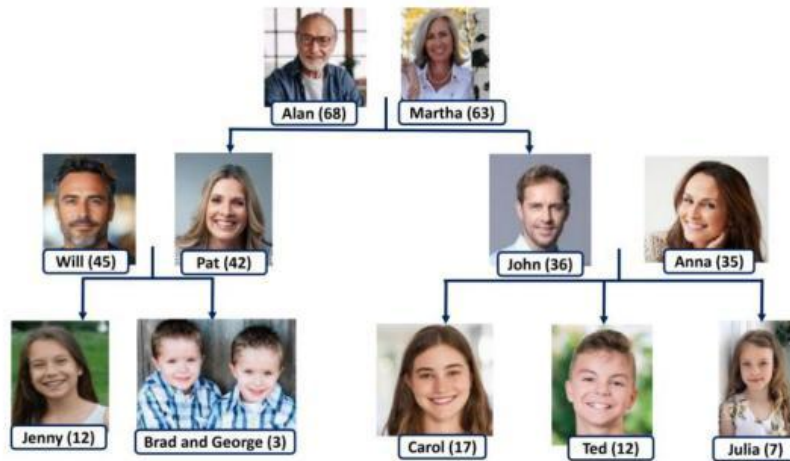 Alan (68)
Martha (63)
Will (45)
Pat (42)
John (36)
Anna (35)
Jenny (12)
Brad and George (3)
Carol (17)
Ted (12)
Julia (7)